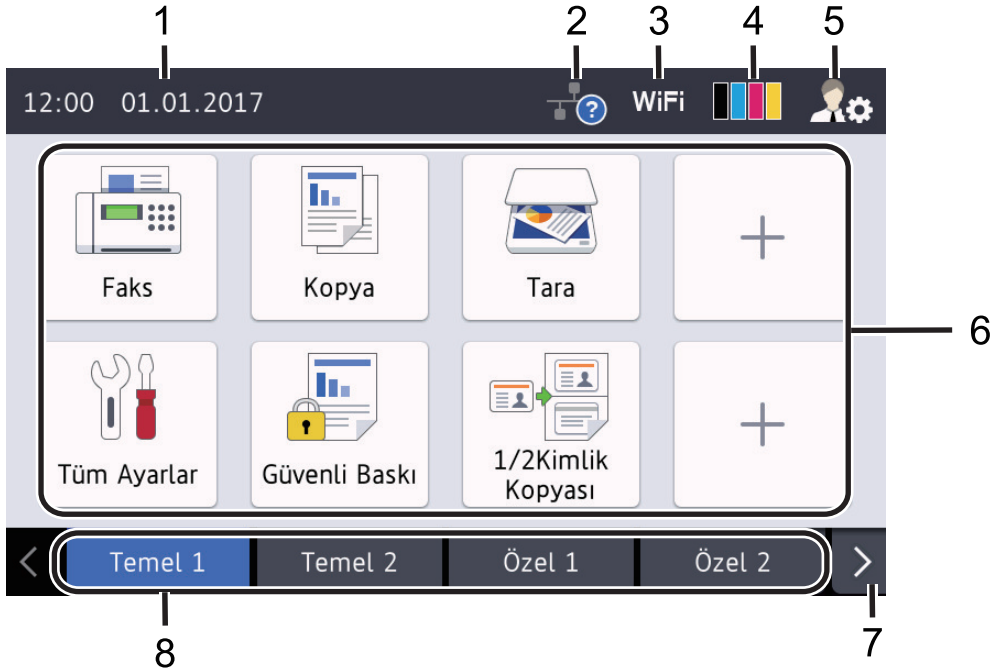 1 2 3 4 5
12:00 01.01.2017 ? WiFi
Faks Kopya Tara +
6
Tüm Ayarlar Güvenli Baskı 1/2Kimlik
Kopyası +
< Temel 1 Temel 2 Özel 1 Özel 2 >
8 7